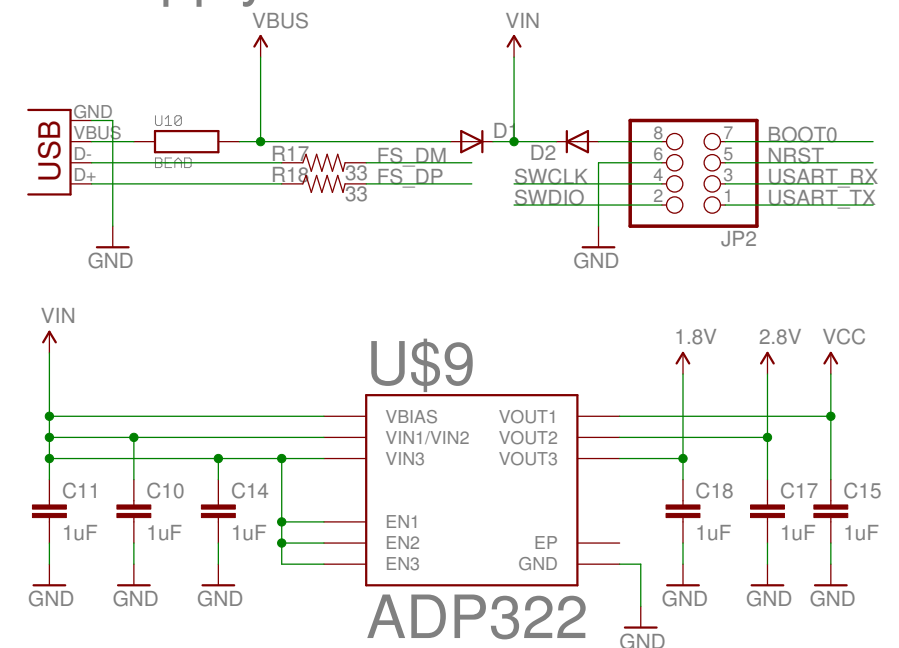 VBUS
VIN
GND
VBUS
D-
D+
USB
U10
BEAD
R17
33
FS_DM
R18
33
FS_DP
D1
D2
SWCLK
SWDIO
8
7
6
5
4
3
2
1
BOOT0
NRST
USART_RX
USART_TX
JP2
GND
GND
VIN
U$9
1.8V
2.8V
VCC
VBIAS
VOUT1
VIN1/VIN2
VOUT2
VIN3
VOUT3
C11
1uF
C10
1uF
C14
1uF
EN1
EN2
EN3
EP
GND
C18
1uF
C17
1uF
C15
1uF
GND
GND
GND
GND
GND
GND
ADP322
GND